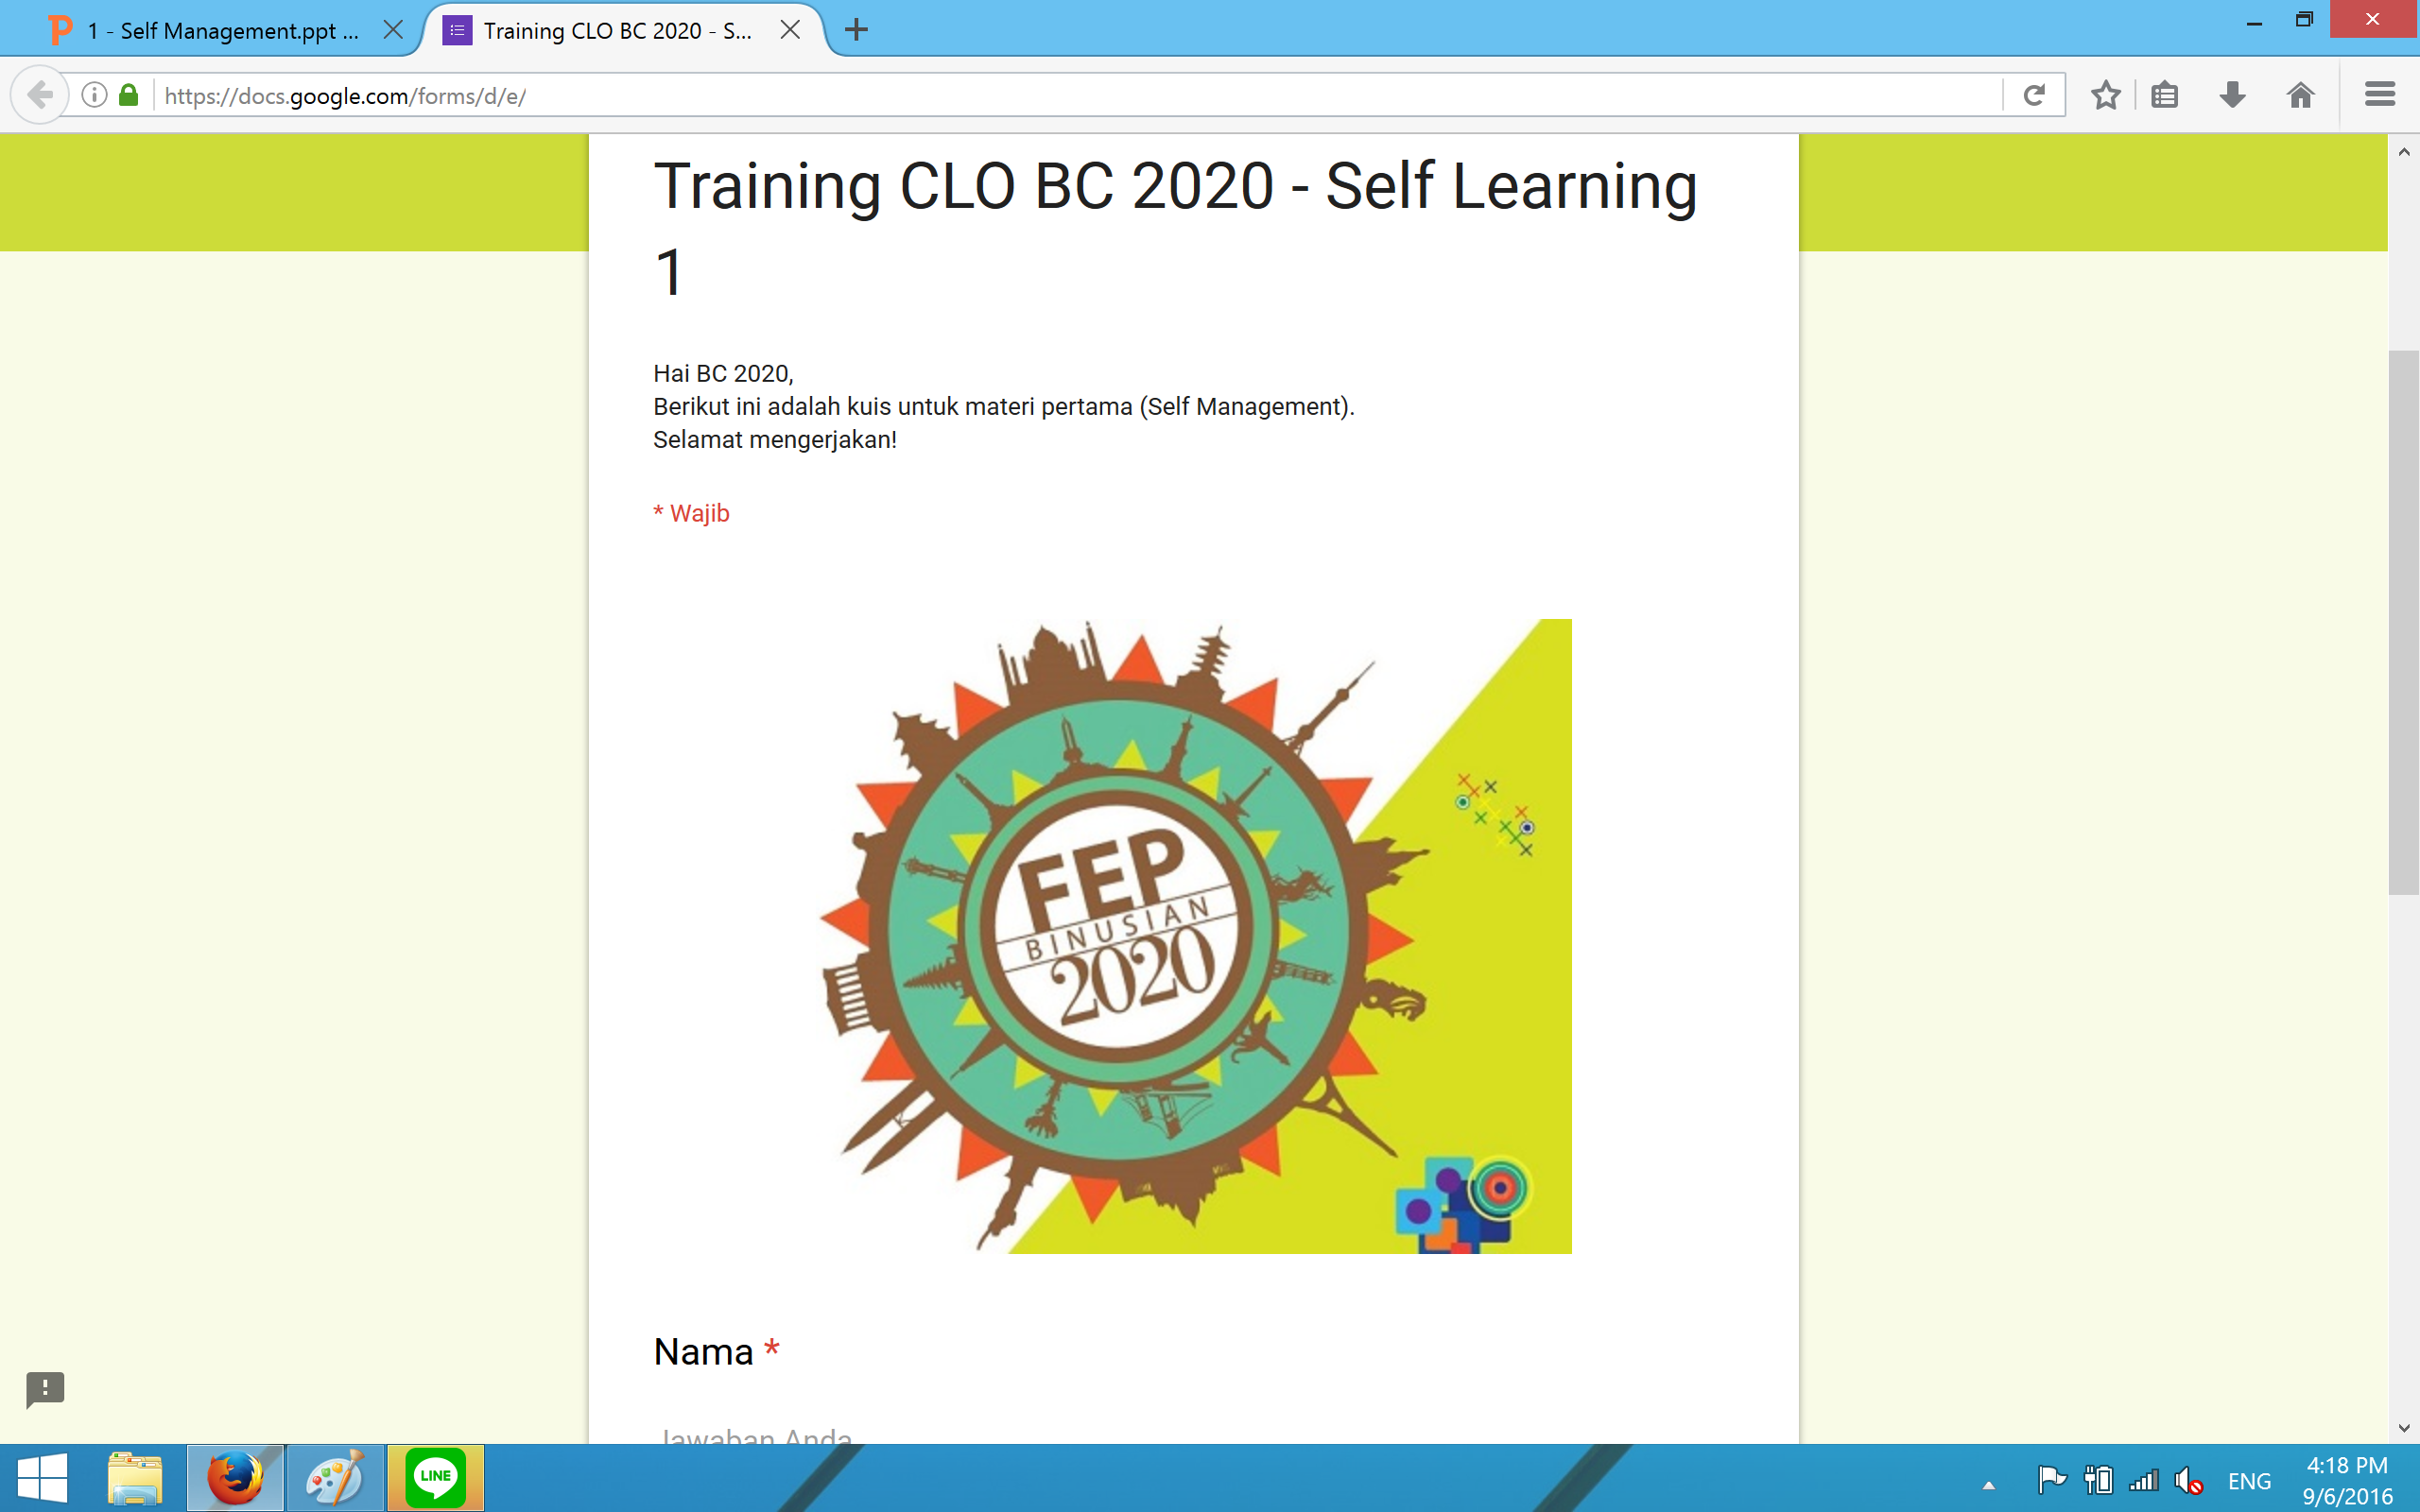 1 - Self Management.ppt ...
Training CLO BC 2020 - S...
https://docs.google.com/forms/d/e/
Training CLO BC 2020 - Self Learning
1
Hai BC 2020,
Berikut ini adalah kuis untuk materi pertama (Self Management).
Selamat mengerjakan!
* Wajib
FEP
BINUSIAN
2020
Nama *
Jawaban Anda
LINE
ENG
4:18 PM
9/6/2016